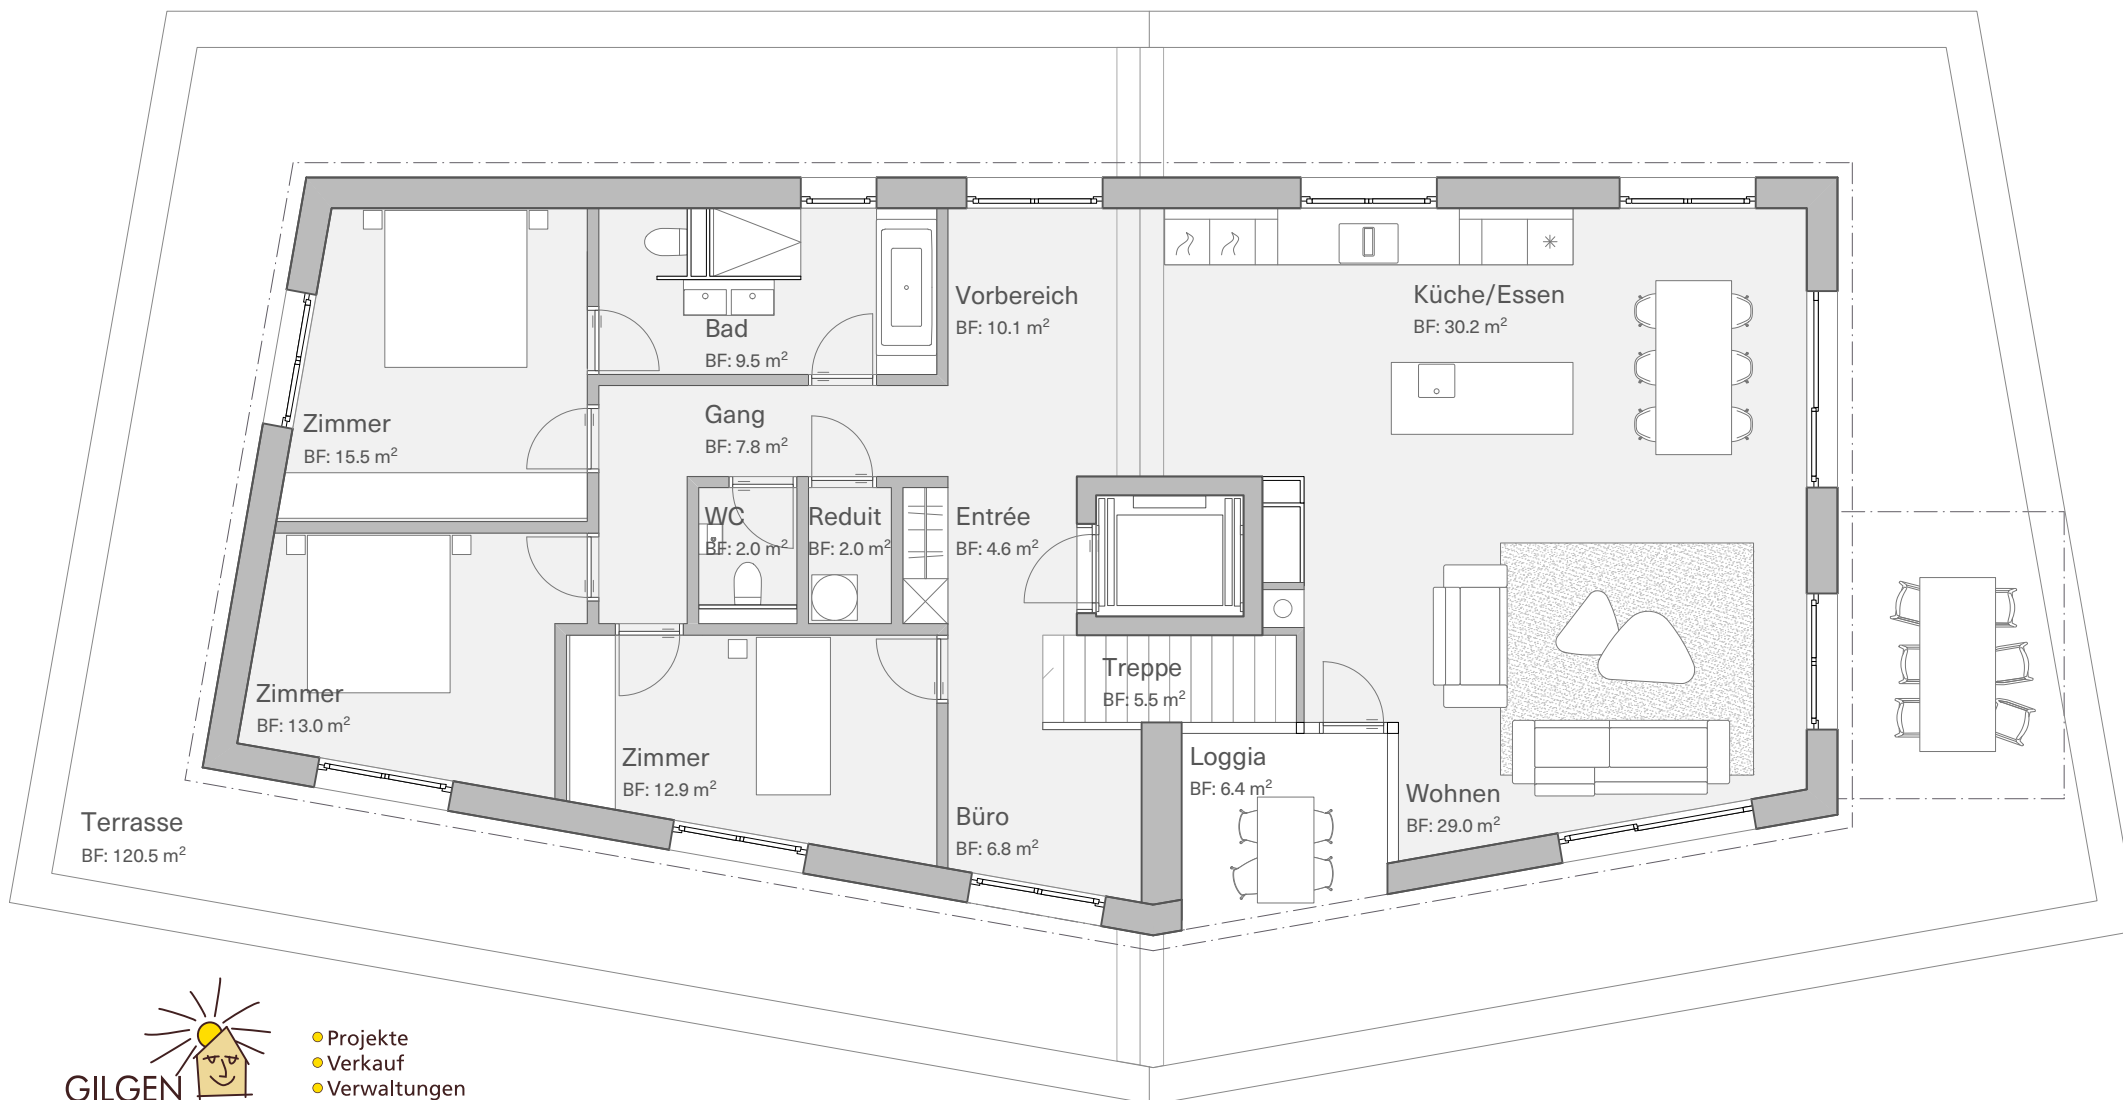 Vorbereich
BF: 10.1 m²
Küche/Essen
BF: 30.2 m²
Bad
BF: 9.5 m²
Zimmer
BF: 15.5 m²
Gang
BF: 7.8 m²
WC
BF: 2.0 m²
Reduit
BF: 2.0 m²
Entrée
BF: 4.6 m²
Treppe
BF: 5.5 m²
Zimmer
BF: 13.0 m²
Zimmer
BF: 12.9 m²
Büro
BF: 6.8 m²
Loggia
BF: 6.4 m²
Wohnen
BF: 29.0 m²
Terrasse
BF: 120.5 m²
GILGEN
Projekte
Verkauf
Verwaltungen